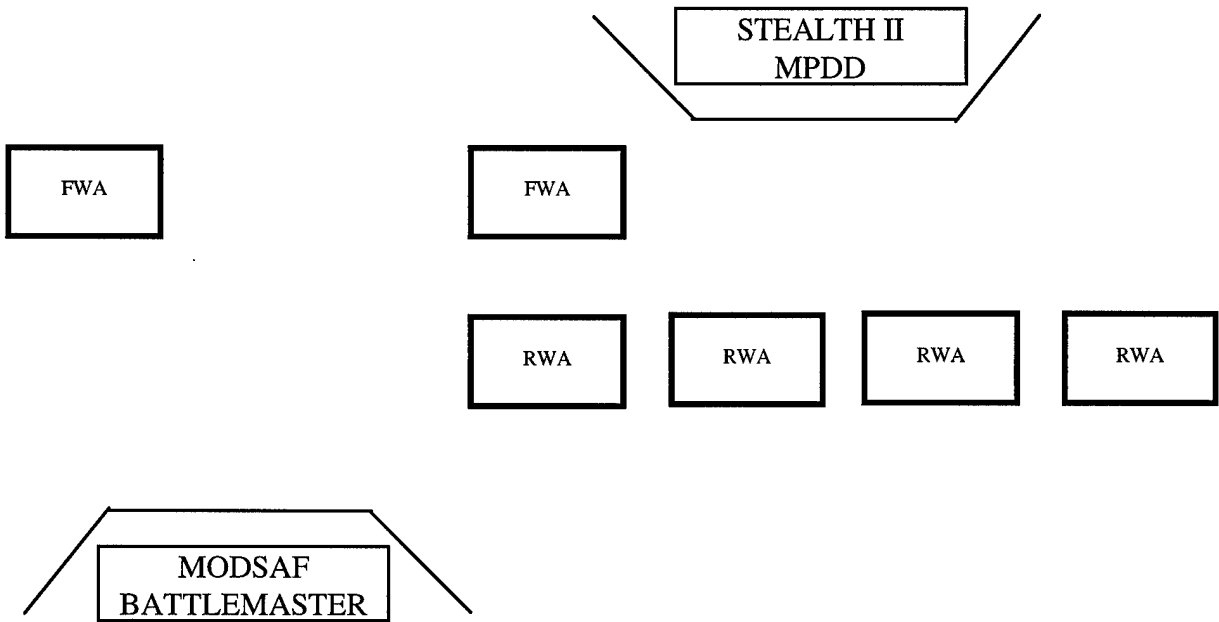 STEALTH II
MPDD
FWA
FWA
RWA
RWA
RWA
RWA
MODSAF
BATTLEMASTER